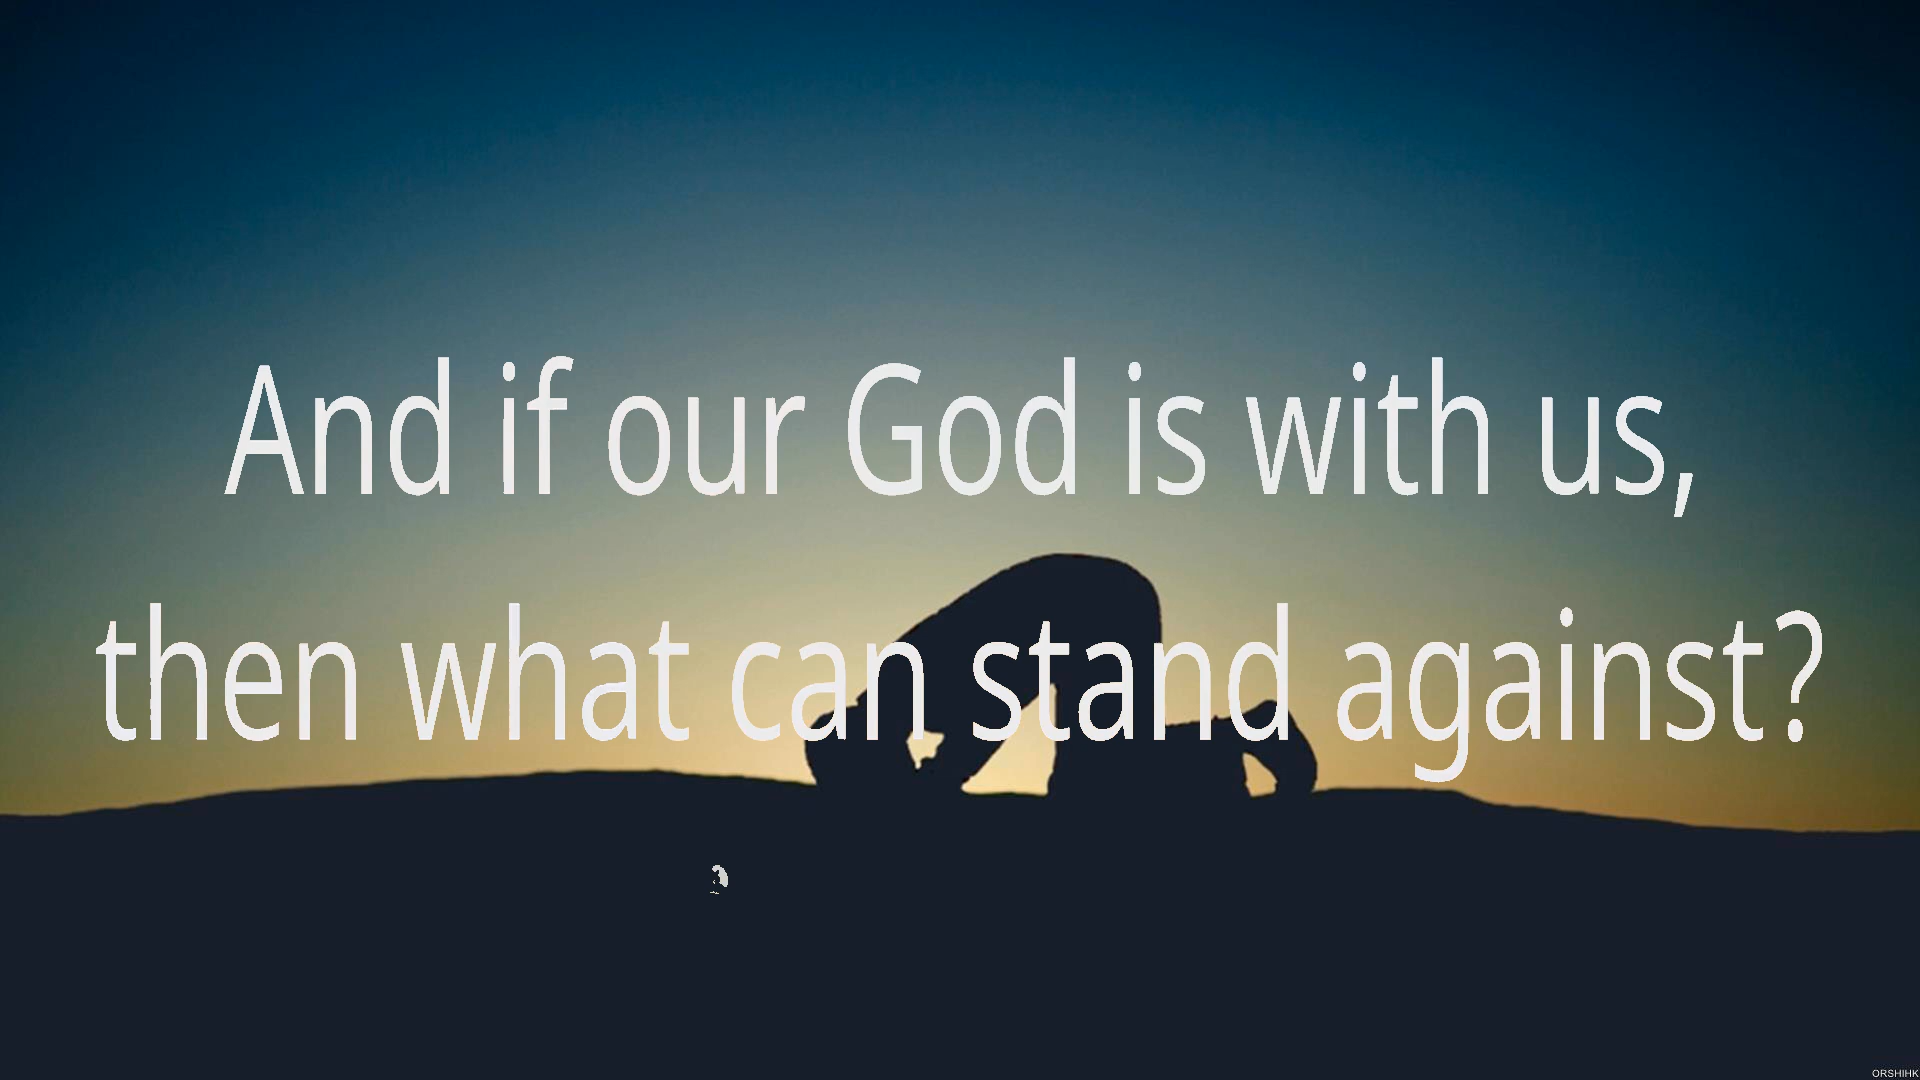 And if our God is with us,
then what can stand against?
ORSHIHK